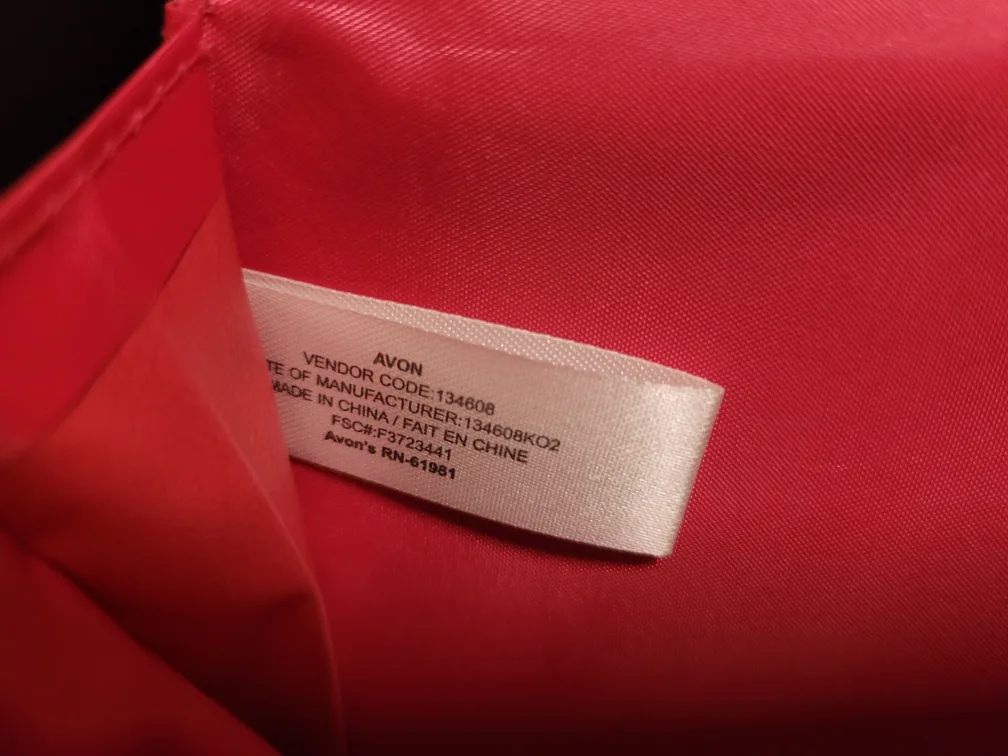 AVON
VENDOR CODE:134608
TE OF MANUFACTURER:134608KO2
MADE IN CHINA / FAIT EN CHINE
FSC#:F3723441
Avon's RN-61981